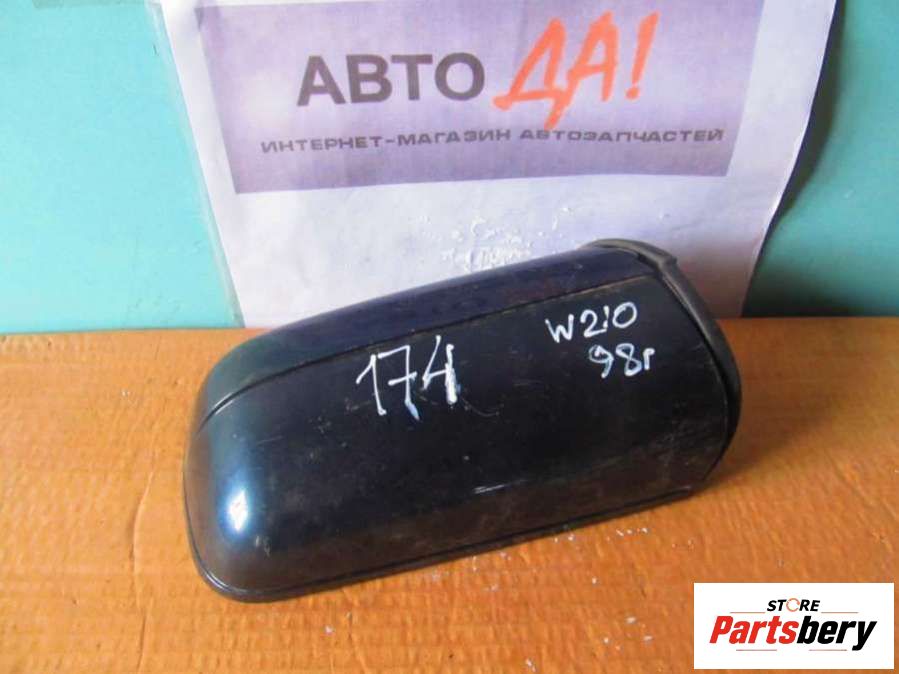 АВТО ДА!
ИНТЕРНЕТ-МАГАЗИН АВТОЗАПЧАСТЕЙ
174
W210
98г
STORE
Partsbery